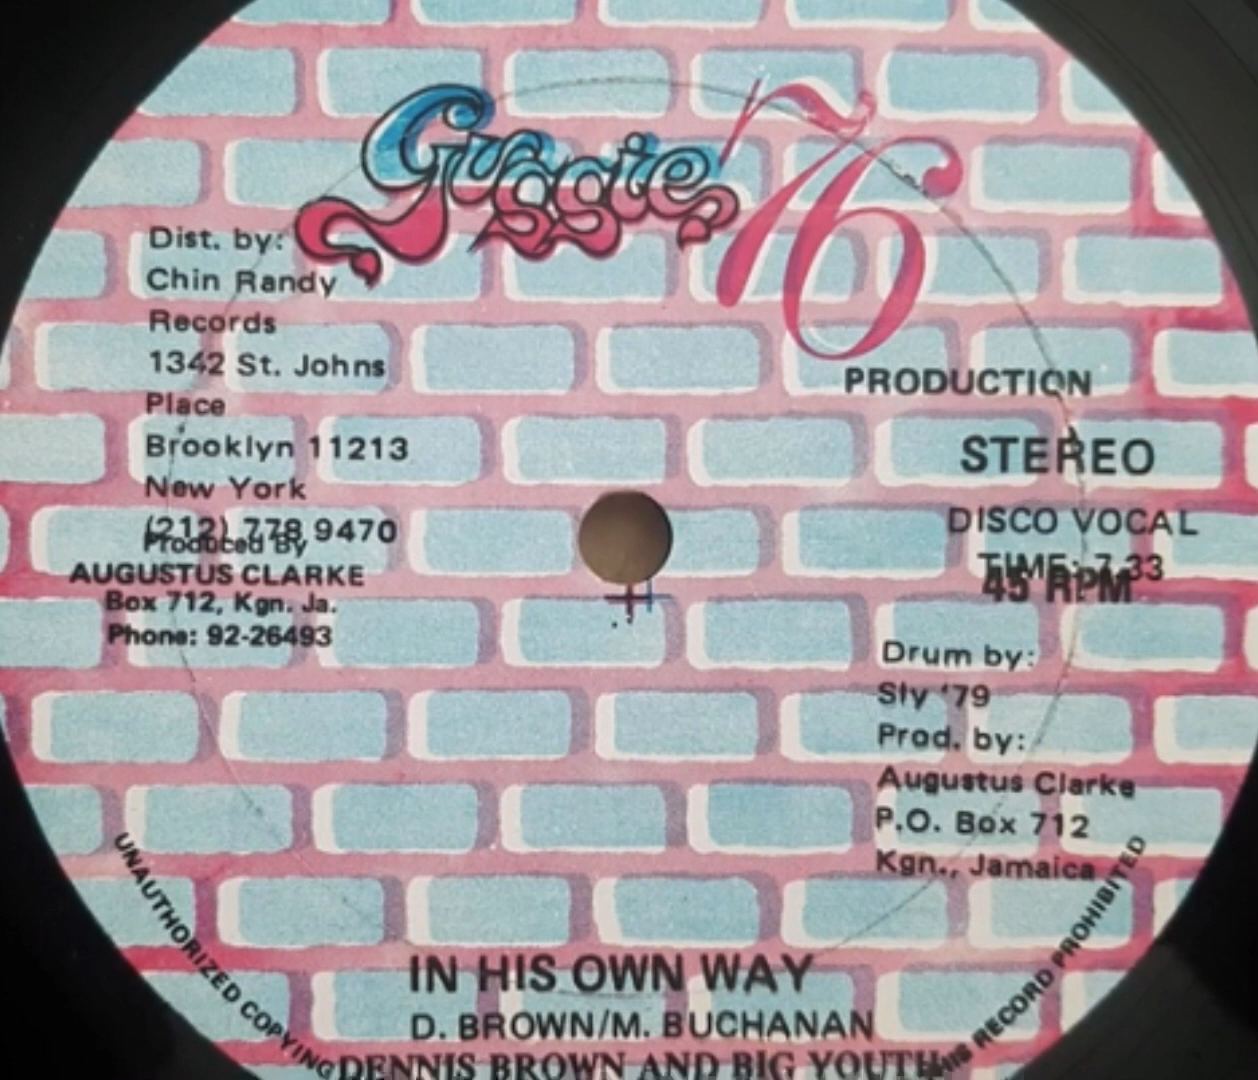 Gussie 76
PRODUCTION
Dist. by:
Chin Randy
Records
1342 St. Johns
Place
Brooklyn 11213
New York
(212) 778 9470
Produced By
AUGUSTUS CLARKE
Box 712, Kgn. Ja.
Phone: 92-26493
STEREO
DISCO VOCAL
TIME: 7.33
45 RPM
Drum by:
Sly '79
Prod. by:
Augustus Clarke
P.O. Box 712
Kgn., Jamaica
IN HIS OWN WAY
D. BROWN/M. BUCHANAN
DENNIS BROWN AND BIG YOUTH
UNAUTHORIZED COPYING
THIS RECORD PROHIBITED